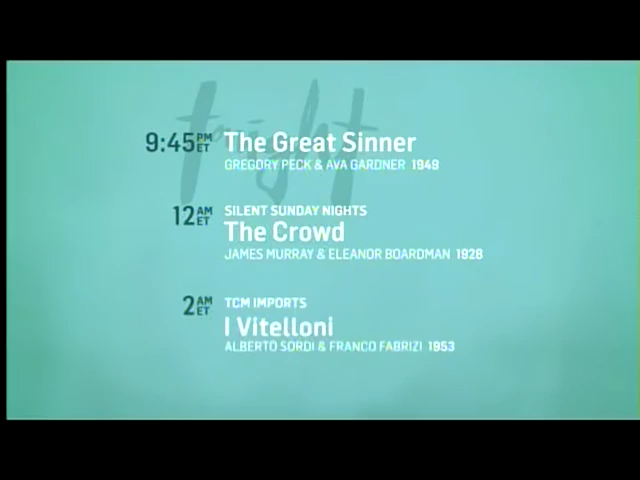 tonight
9:45 PM ET The Great Sinner
GREGORY PECK & AVA GARDNER 1949
12 AM ET SILENT SUNDAY NIGHTS
The Crowd
JAMES MURRAY & ELEANOR BOARDMAN 1928
2 AM ET TCM IMPORTS
I Vitelloni
ALBERTO SORDI & FRANCO FABRIZI 1953